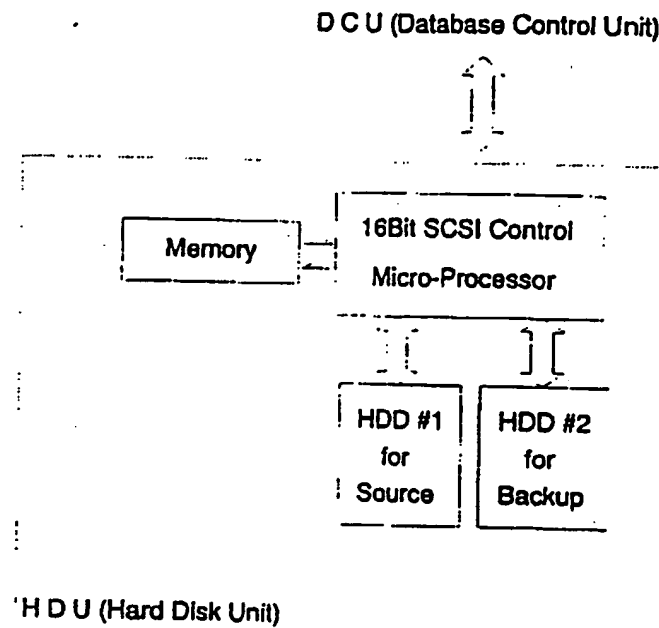 D C U (Database Control Unit)
16Bit SCSI Control
Micro-Processor
Memory
HDD #1
for
Source
HDD #2
for
Backup
H D U (Hard Disk Unit)